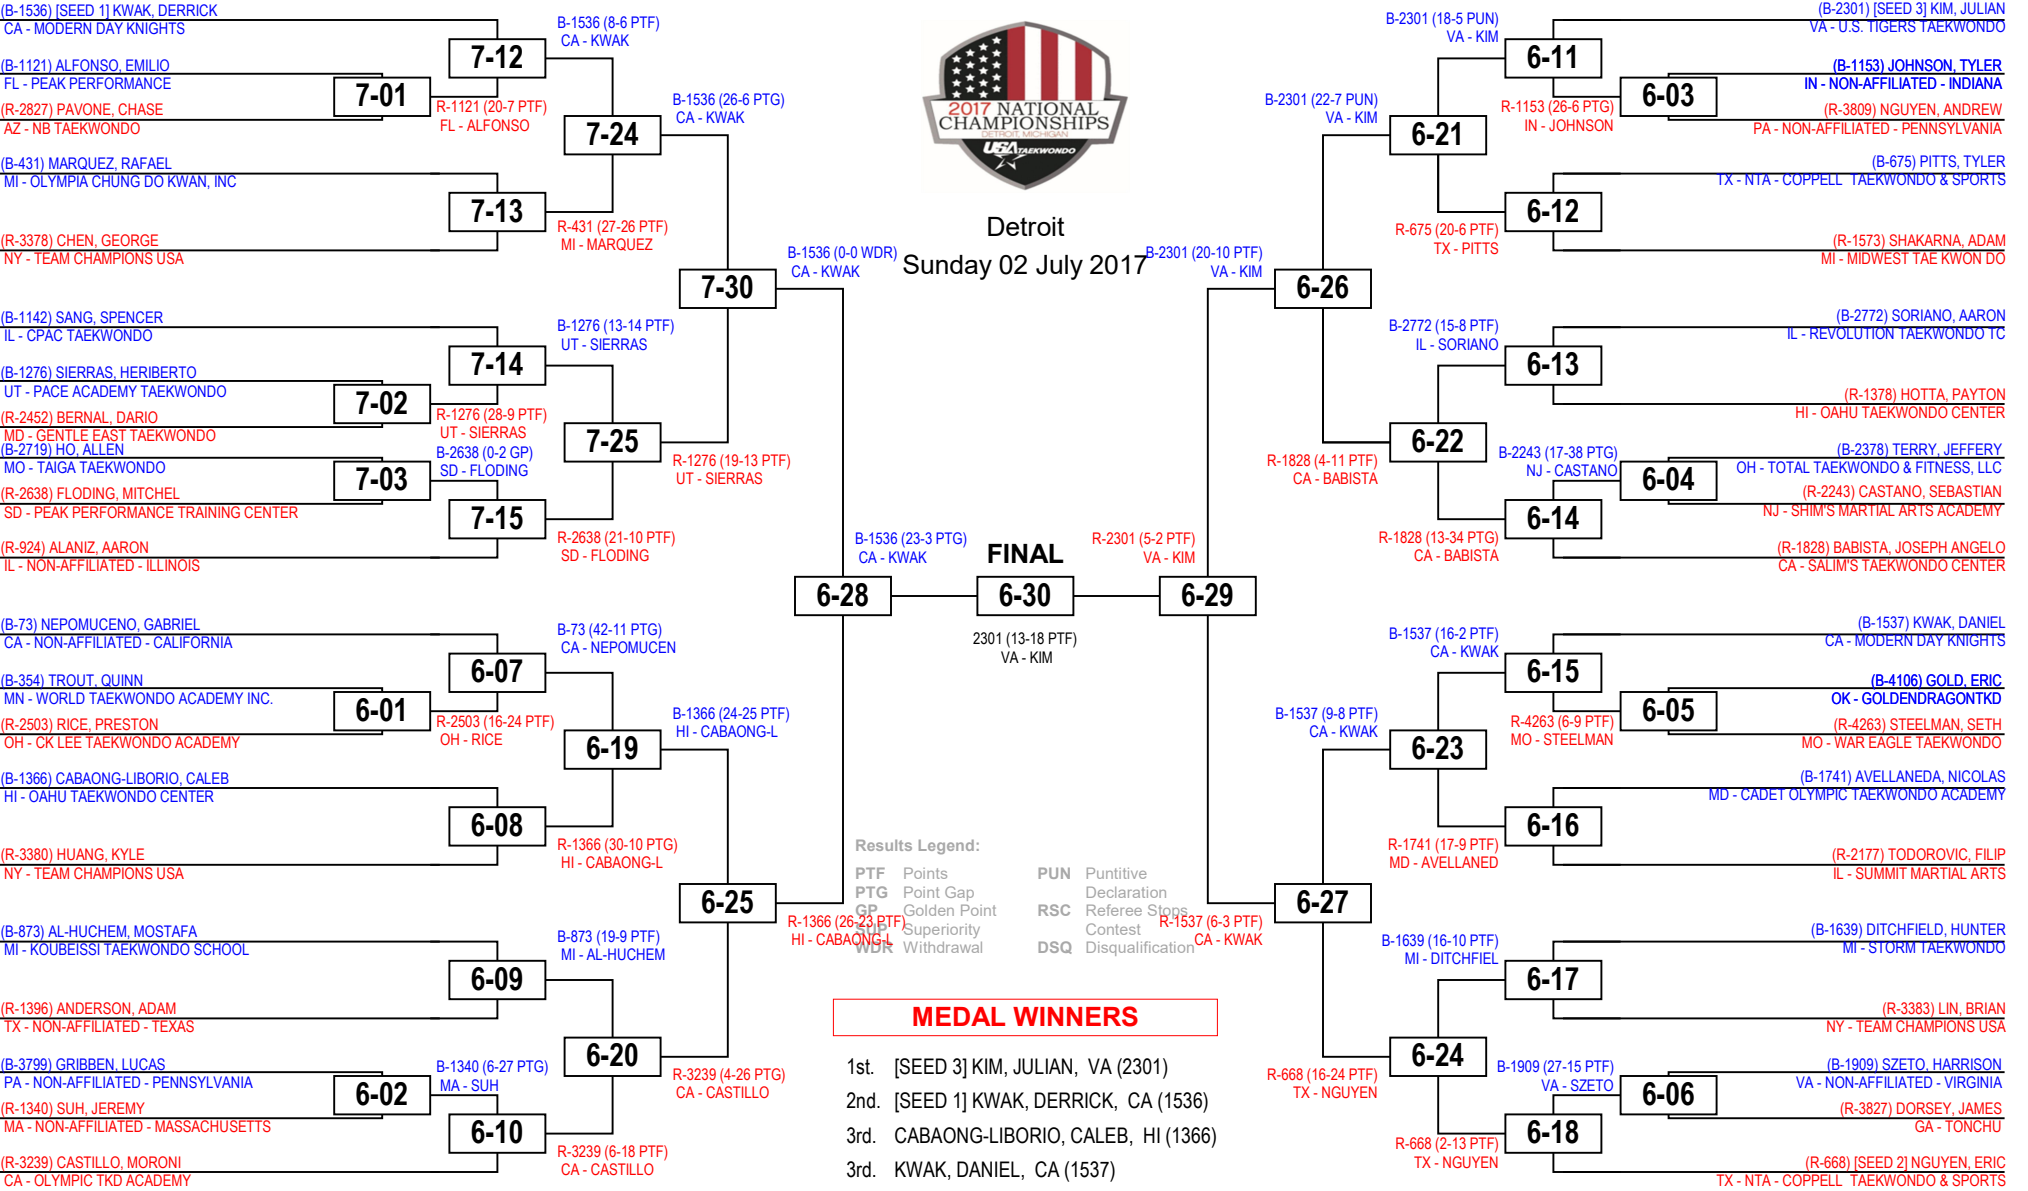 (B-1536) [SEED 1] KWAK, DERRICK
CA - MODERN DAY KNIGHTS
(B-1121) ALFONSO, EMILIO
FL - PEAK PERFORMANCE
(R-2827) PAVONE, CHASE
AZ - NB TAEKWONDO
(B-431) MARQUEZ, RAFAEL
MI - OLYMPIA CHUNG DO KWAN, INC
(R-3378) CHEN, GEORGE
NY - TEAM CHAMPIONS USA
(B-1142) SANG, SPENCER
IL - CPAC TAEKWONDO
(B-1276) SIERRAS, HERIBERTO
UT - PACE ACADEMY TAEKWONDO
(R-2452) BERNAL, DARIO
MD - GENTLE EAST TAEKWONDO
(B-2719) HO, ALLEN
MO - TAIGA TAEKWONDO
(R-2638) FLODING, MITCHEL
SD - PEAK PERFORMANCE TRAINING CENTER
(R-924) ALANIZ, AARON
IL - NON-AFFILIATED - ILLINOIS
(B-73) NEPOMUCENO, GABRIEL
CA - NON-AFFILIATED - CALIFORNIA
(B-354) TROUT, QUINN
MN - WORLD TAEKWONDO ACADEMY INC.
(R-2503) RICE, PRESTON
OH - CK LEE TAEKWONDO ACADEMY
(B-1366) CABAONG-LIBORIO, CALEB
HI - OAHU TAEKWONDO CENTER
(R-3380) HUANG, KYLE
NY - TEAM CHAMPIONS USA
(B-873) AL-HUCHEM, MOSTAFA
MI - KOUBEISSI TAEKWONDO SCHOOL
(R-1396) ANDERSON, ADAM
TX - NON-AFFILIATED - TEXAS
(B-3799) GRIBBEN, LUCAS
PA - NON-AFFILIATED - PENNSYLVANIA
(R-1340) SUH, JEREMY
MA - NON-AFFILIATED - MASSACHUSETTS
(R-3239) CASTILLO, MORONI
CA - OLYMPIC TKD ACADEMY
7-01
R-1121 (20-7 PTF)
FL - ALFONSO
7-02
R-1276 (28-9 PTF)
UT - SIERRAS
7-03
B-2638 (0-2 GP)
SD - FLODING
6-01
R-2503 (16-24 PTF)
OH - RICE
6-02
B-1340 (6-27 PTG)
MA - SUH
7-12
B-1536 (8-6 PTF)
CA - KWAK
7-13
R-431 (27-26 PTF)
MI - MARQUEZ
7-14
B-1276 (13-14 PTF)
UT - SIERRAS
7-15
R-2638 (21-10 PTF)
SD - FLODING
6-07
B-73 (42-11 PTG)
CA - NEPOMUCEN
6-08
R-1366 (30-10 PTG)
HI - CABAONG-L
6-09
B-873 (19-9 PTF)
MI - AL-HUCHEM
6-10
R-3239 (6-18 PTF)
CA - CASTILLO
7-24
B-1536 (26-6 PTG)
CA - KWAK
7-25
R-1276 (19-13 PTF)
UT - SIERRAS
6-19
B-1366 (24-25 PTF)
HI - CABAONG-L
6-20
R-3239 (4-26 PTG)
CA - CASTILLO
7-30
B-1536 (0-0 WDR)
CA - KWAK
6-25
R-1366 (26-23 PTF)
HI - CABAONG-L
6-28
B-1536 (23-3 PTG)
CA - KWAK
2017 NATIONAL
CHAMPIONSHIPS
DETROIT, MICHIGAN
USA TAEKWONDO
Detroit
Sunday 02 July 2017
FINAL
6-30
2301 (13-18 PTF)
VA - KIM
Results Legend:
PTF Points
PTG Point Gap
GP Golden Point
SUP Superiority
WDR Withdrawal
PUN Puntitive
Declaration
RSC Referee Stops
Contest
DSQ Disqualification
MEDAL WINNERS
1st. [SEED 3] KIM, JULIAN, VA (2301)
2nd. [SEED 1] KWAK, DERRICK, CA (1536)
3rd. CABAONG-LIBORIO, CALEB, HI (1366)
3rd. KWAK, DANIEL, CA (1537)
R-2301 (5-2 PTF)
VA - KIM
6-29
B-2301 (20-10 PTF)
VA - KIM
6-26
R-1537 (6-3 PTF)
CA - KWAK
6-27
B-2301 (22-7 PUN)
VA - KIM
6-21
R-1828 (4-11 PTF)
CA - BABISTA
6-22
B-1537 (9-8 PTF)
CA - KWAK
6-23
R-668 (16-24 PTF)
TX - NGUYEN
6-24
B-2301 (18-5 PUN)
VA - KIM
6-11
R-675 (20-6 PTF)
TX - PITTS
6-12
B-2772 (15-8 PTF)
IL - SORIANO
6-13
R-1828 (13-34 PTG)
CA - BABISTA
6-14
B-1537 (16-2 PTF)
CA - KWAK
6-15
R-1741 (17-9 PTF)
MD - AVELLANED
6-16
B-1639 (16-10 PTF)
MI - DITCHFIEL
6-17
R-668 (2-13 PTF)
TX - NGUYEN
6-18
R-1153 (26-6 PTG)
IN - JOHNSON
6-03
B-2243 (17-38 PTG)
NJ - CASTANO
6-04
R-4263 (6-9 PTF)
MO - STEELMAN
6-05
B-1909 (27-15 PTF)
VA - SZETO
6-06
(B-2301) [SEED 3] KIM, JULIAN
VA - U.S. TIGERS TAEKWONDO
(B-1153) JOHNSON, TYLER
IN - NON-AFFILIATED - INDIANA
(R-3809) NGUYEN, ANDREW
PA - NON-AFFILIATED - PENNSYLVANIA
(B-675) PITTS, TYLER
TX - NTA - COPPELL TAEKWONDO & SPORTS
(R-1573) SHAKARNA, ADAM
MI - MIDWEST TAE KWON DO
(B-2772) SORIANO, AARON
IL - REVOLUTION TAEKWONDO TC
(R-1378) HOTTA, PAYTON
HI - OAHU TAEKWONDO CENTER
(B-2378) TERRY, JEFFERY
OH - TOTAL TAEKWONDO & FITNESS, LLC
(R-2243) CASTANO, SEBASTIAN
NJ - SHIM'S MARTIAL ARTS ACADEMY
(R-1828) BABISTA, JOSEPH ANGELO
CA - SALIM'S TAEKWONDO CENTER
(B-1537) KWAK, DANIEL
CA - MODERN DAY KNIGHTS
(B-4106) GOLD, ERIC
OK - GOLDENDRAGONTKD
(R-4263) STEELMAN, SETH
MO - WAR EAGLE TAEKWONDO
(B-1741) AVELLANEDA, NICOLAS
MD - CADET OLYMPIC TAEKWONDO ACADEMY
(R-2177) TODOROVIC, FILIP
IL - SUMMIT MARTIAL ARTS
(B-1639) DITCHFIELD, HUNTER
MI - STORM TAEKWONDO
(R-3383) LIN, BRIAN
NY - TEAM CHAMPIONS USA
(B-1909) SZETO, HARRISON
VA - NON-AFFILIATED - VIRGINIA
(R-3827) DORSEY, JAMES
GA - TONCHU
(R-668) [SEED 2] NGUYEN, ERIC
TX - NTA - COPPELL TAEKWONDO & SPORTS